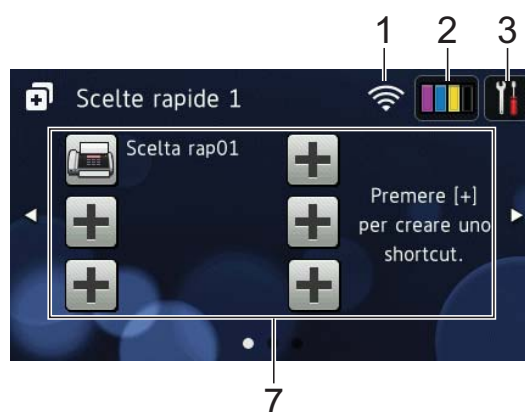 1 2 3
Scelte rapide 1
Scelta rap01
Premere [+]
per creare uno
shortcut.
7